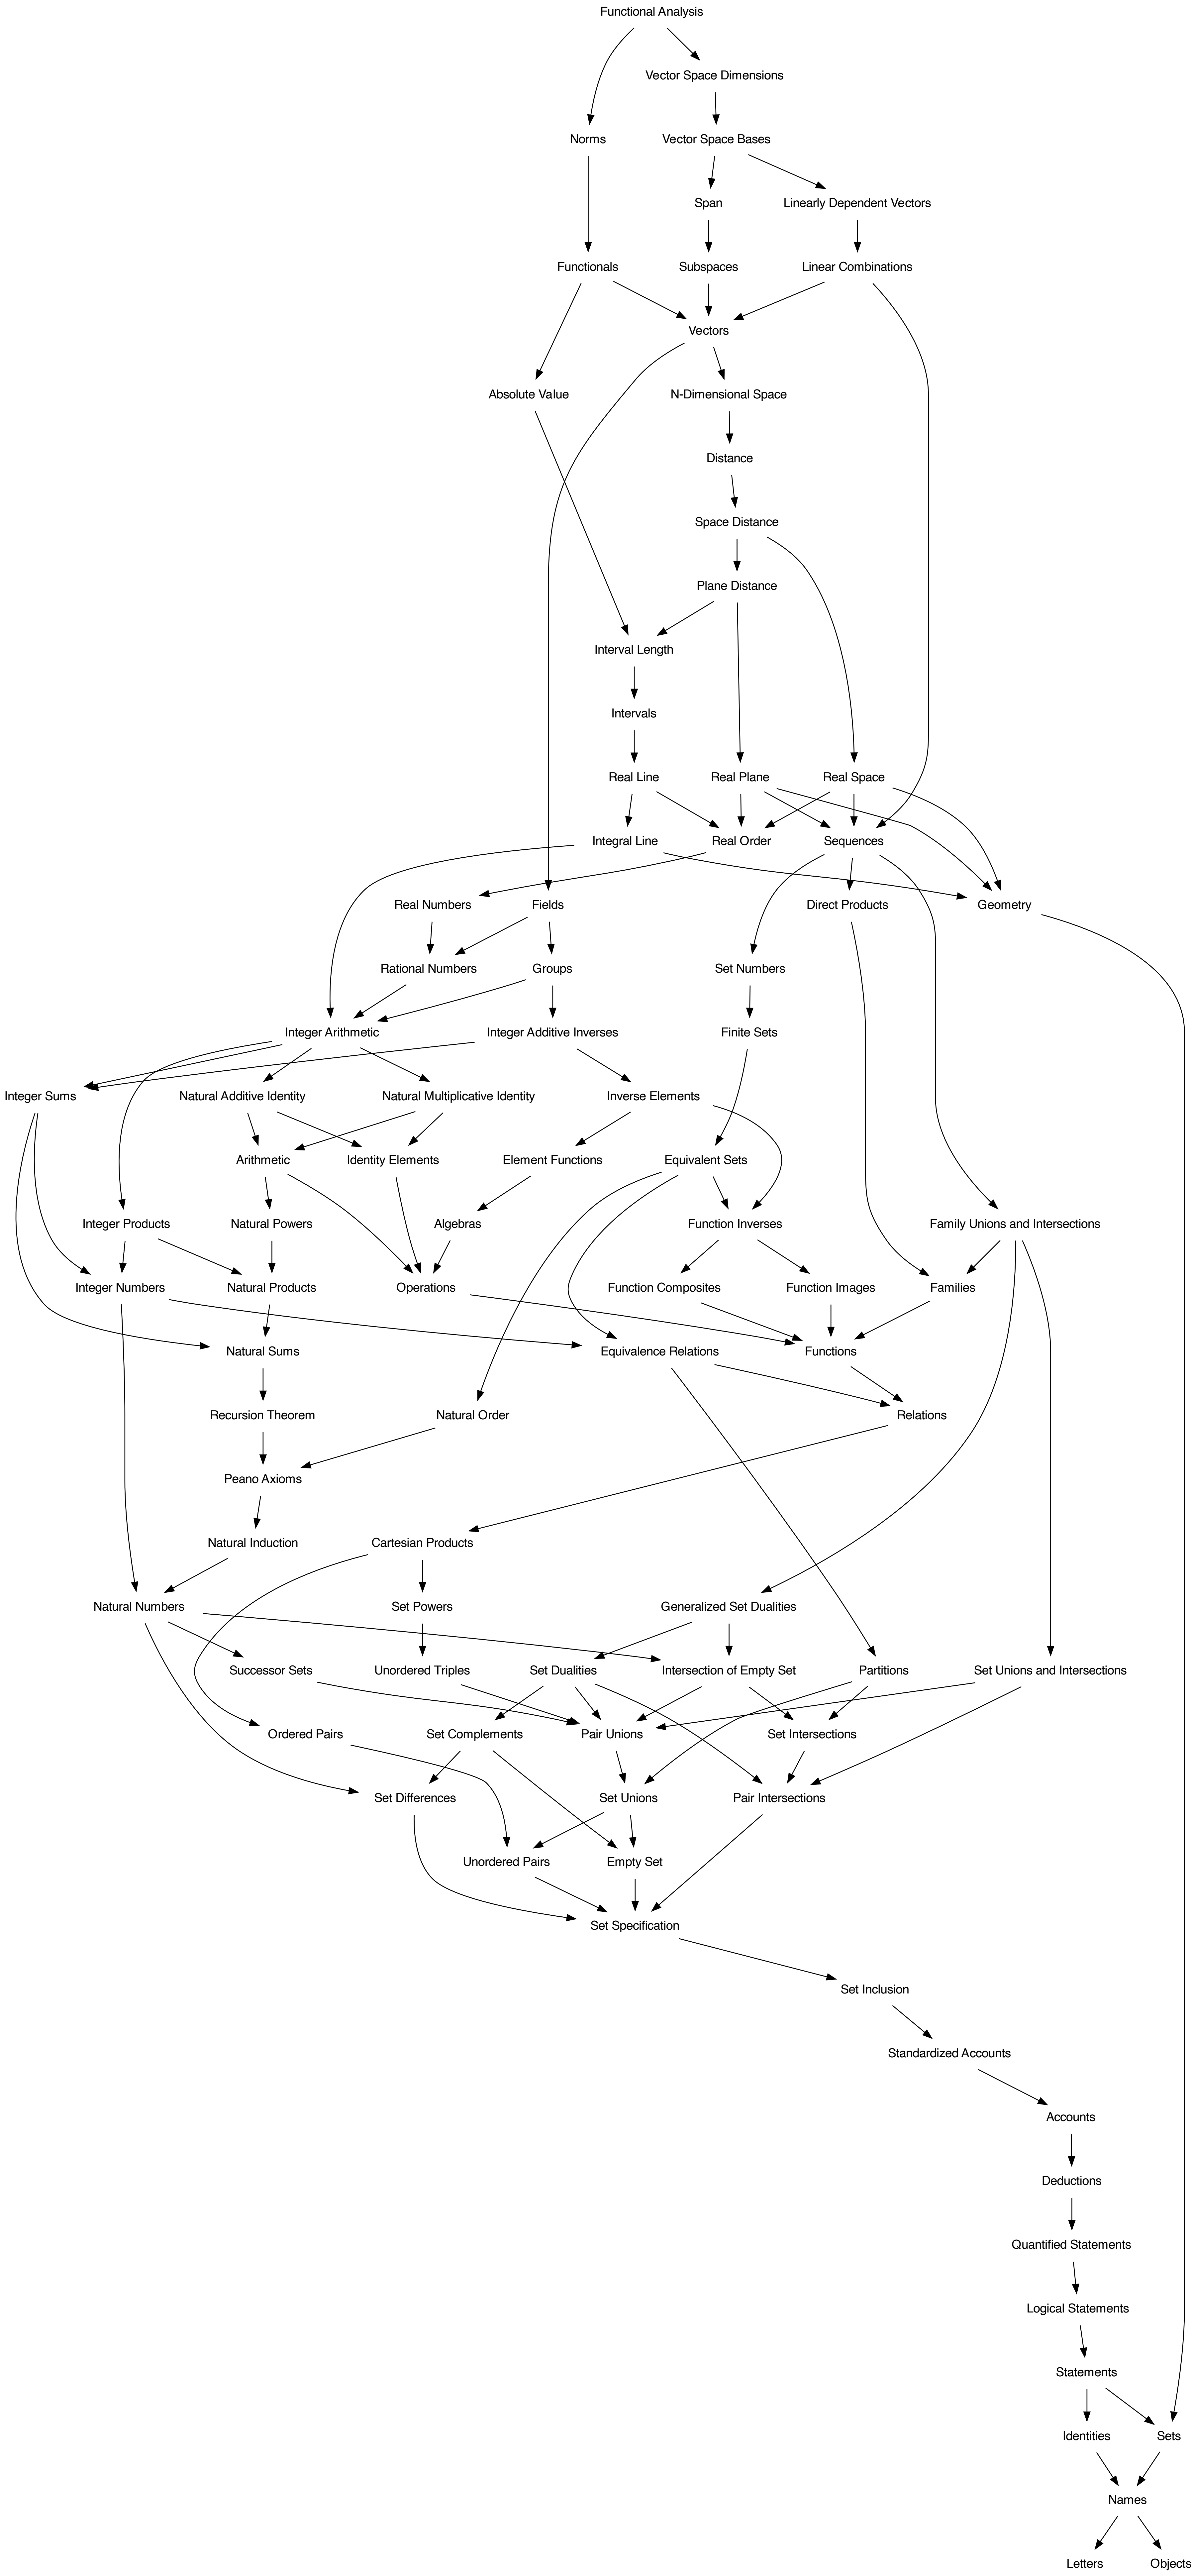 Functional Analysis
Vector Space Dimensions
Norms
Vector Space Bases
Span
Linearly Dependent Vectors
Functionals
Subspaces
Linear Combinations
Vectors
Absolute Value
N-Dimensional Space
Distance
Space Distance
Plane Distance
Interval Length
Intervals
Real Line
Real Plane
Real Space
Integral Line
Real Order
Sequences
Real Numbers
Fields
Direct Products
Geometry
Rational Numbers
Groups
Set Numbers
Integer Arithmetic
Integer Additive Inverses
Finite Sets
Integer Sums
Natural Additive Identity
Natural Multiplicative Identity
Inverse Elements
Arithmetic
Identity Elements
Element Functions
Equivalent Sets
Integer Products
Natural Powers
Algebras
Function Inverses
Family Unions and Intersections
Integer Numbers
Natural Products
Operations
Function Composites
Function Images
Families
Natural Sums
Equivalence Relations
Functions
Recursion Theorem
Natural Order
Relations
Peano Axioms
Natural Induction
Cartesian Products
Natural Numbers
Set Powers
Generalized Set Dualities
Successor Sets
Unordered Triples
Set Dualities
Intersection of Empty Set
Partitions
Set Unions and Intersections
Ordered Pairs
Set Complements
Pair Unions
Set Intersections
Set Differences
Set Unions
Pair Intersections
Unordered Pairs
Empty Set
Set Specification
Set Inclusion
Standardized Accounts
Accounts
Deductions
Quantified Statements
Logical Statements
Statements
Identities
Sets
Names
Letters
Objects